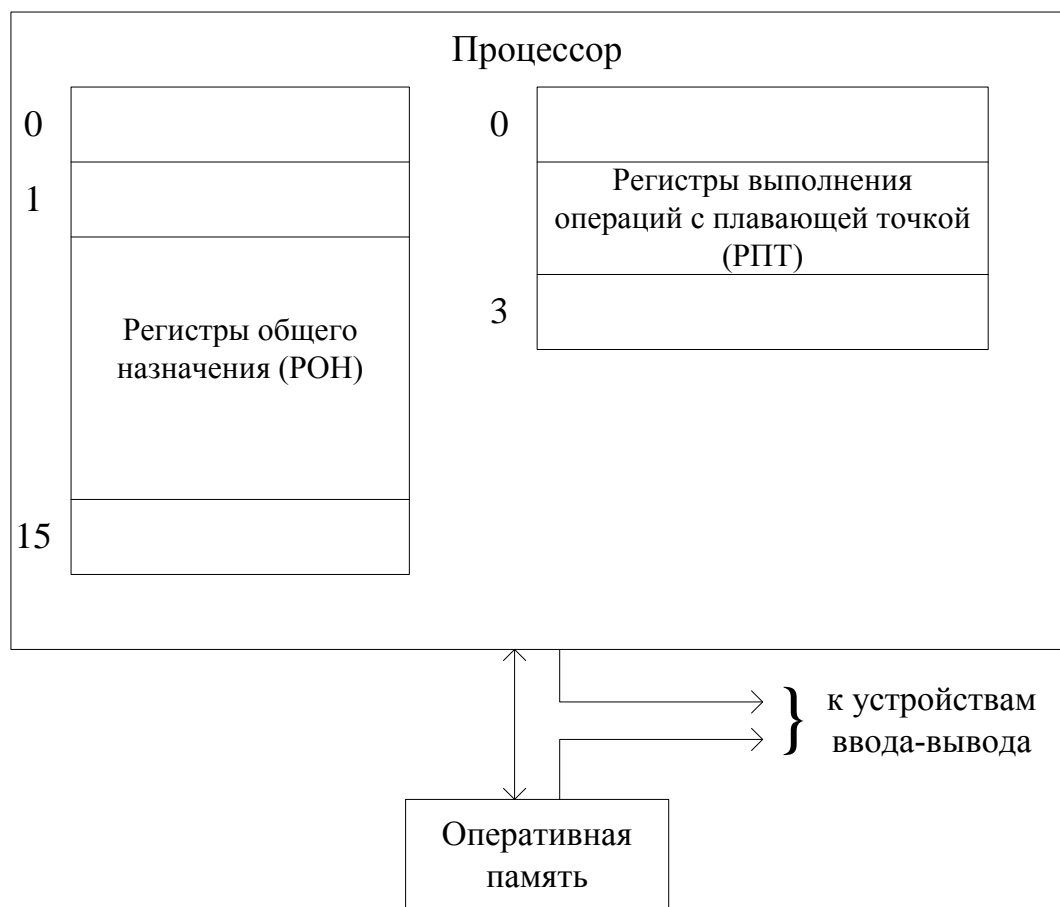 Процессор
0
1
Регистры общего
назначения (РОН)
15
0
Регистры выполнения
операций с плавающей точкой
(РПТ)
3
к устройствам
ввода-вывода
Оперативная
память